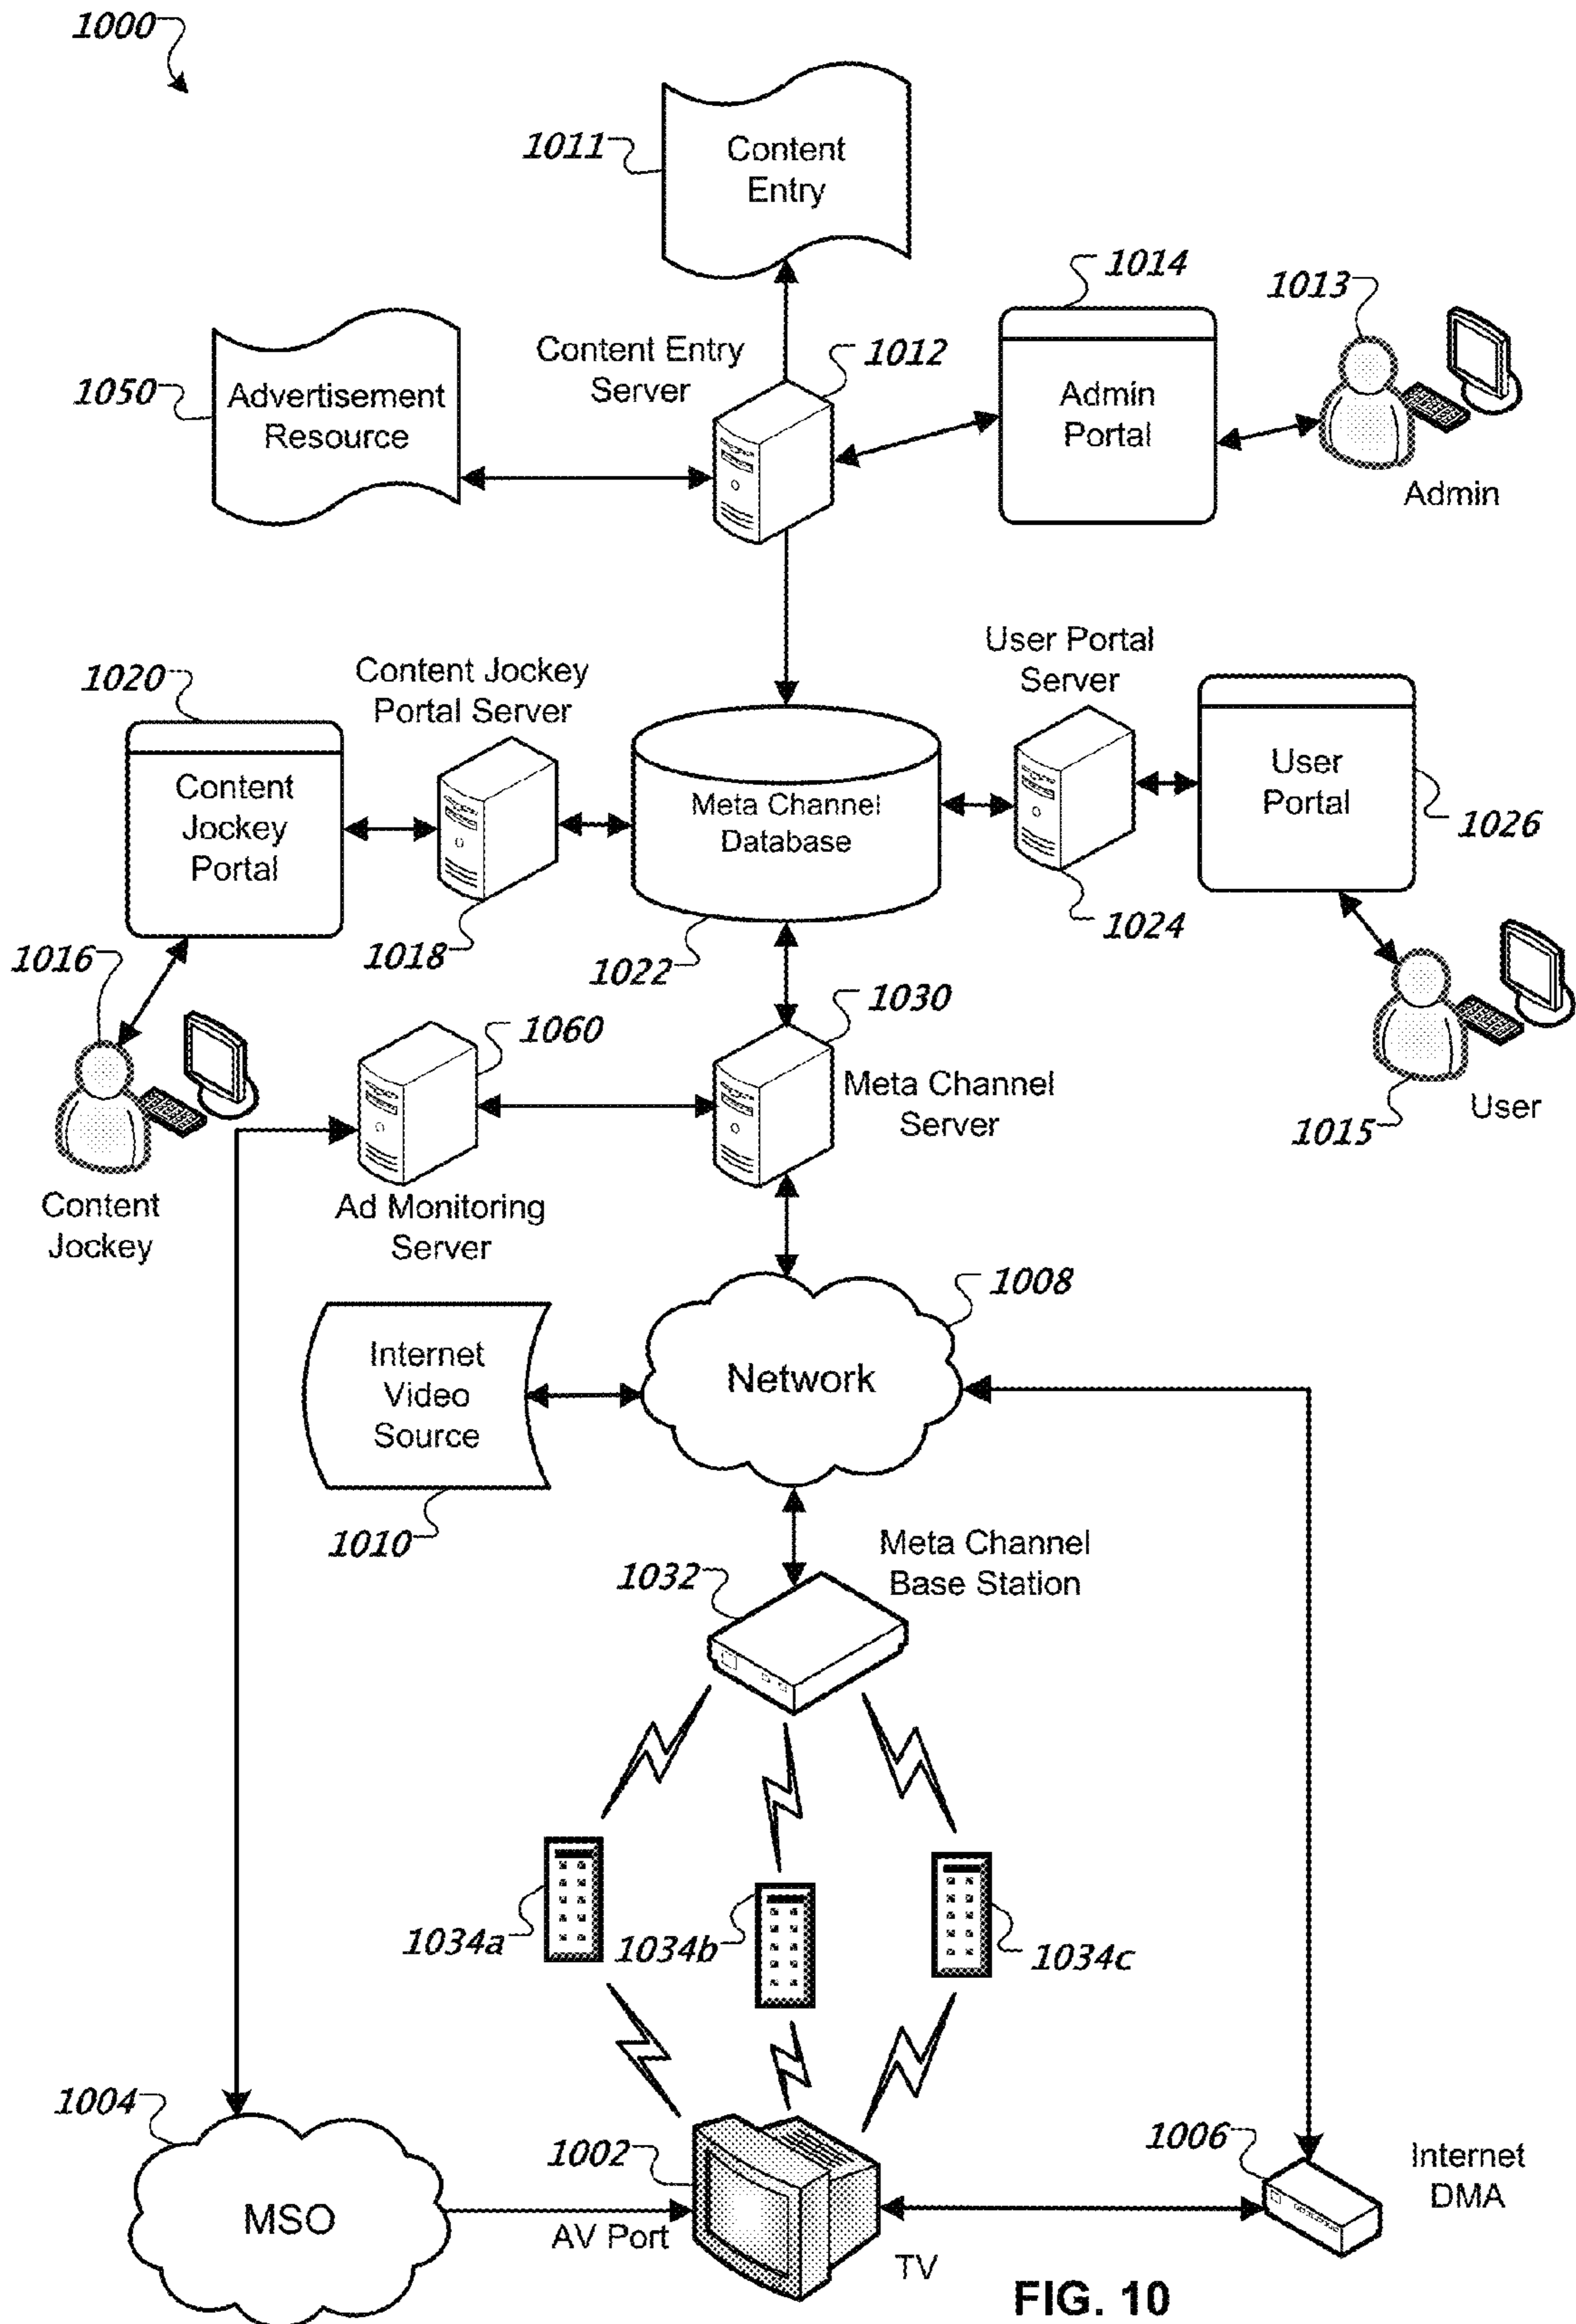 1000
1011
Content
Entry
1014
1013
Content Entry
Server
1012
1050
Advertisement
Resource
Admin
Portal
Admin
User Portal
Server
1020
Content Jockey
Portal Server
Content
Jockey
Portal
Meta Channel
Database
User
Portal
1026
1016
1018
1022
1024
1030
1060
Meta Channel
Server
1015
User
Content
Jockey
Ad Monitoring
Server
1008
Internet
Video
Source
Network
1010
Meta Channel
Base Station
1032
1034a
1034b
1034c
1004
1002
1006
Internet
DMA
MSO
AV Port
TV
FIG. 10